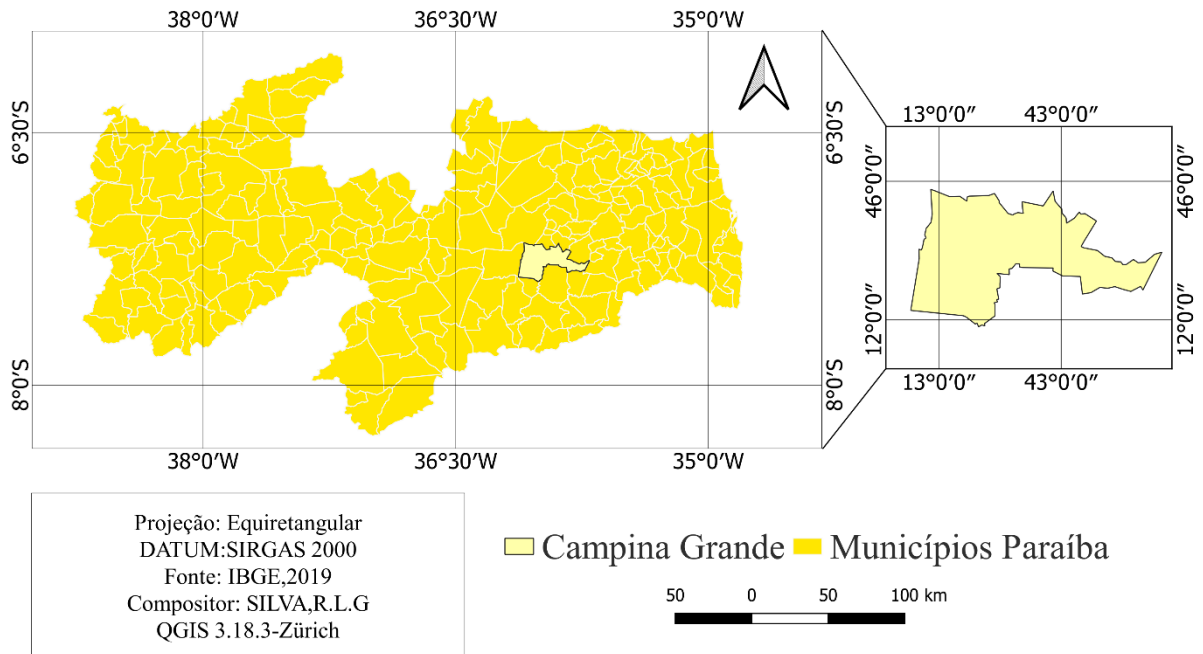 38°0′W 36°30′W 35°0′W
6°30′S 6°30′S
8°0′S 8°0′S
38°0′W 36°30′W 35°0′W
13°0′0″ 43°0′0″
46°0′0″ 46°0′0″
12°0′0″ 12°0′0″
13°0′0″ 43°0′0″
Projeção: Equiretangular
DATUM:SIRGAS 2000
Fonte: IBGE,2019
Compositor: SILVA,R.L.G
QGIS 3.18.3-Zürich
Campina Grande Municípios Paraíba
50 0 50 100 km